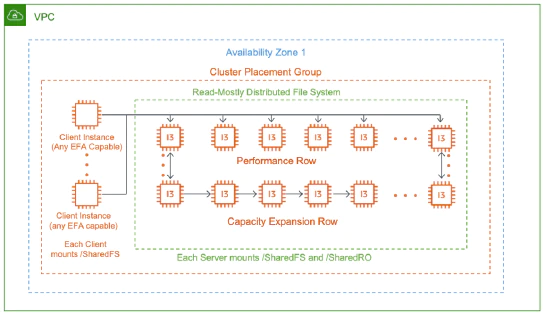 VPC
Availability Zone 1
Cluster Placement Group
Read-Mostly Distributed File System
I3 I3 I3 I3 I3 I3
Client Instance
(Any EFA Capable)
Performance Row
I3 I3 I3 I3 I3 I3
Client Instance
(any EFA capable)
Capacity Expansion Row
Each Client
mounts /SharedFS
Each Server mounts /SharedFS and /SharedRO